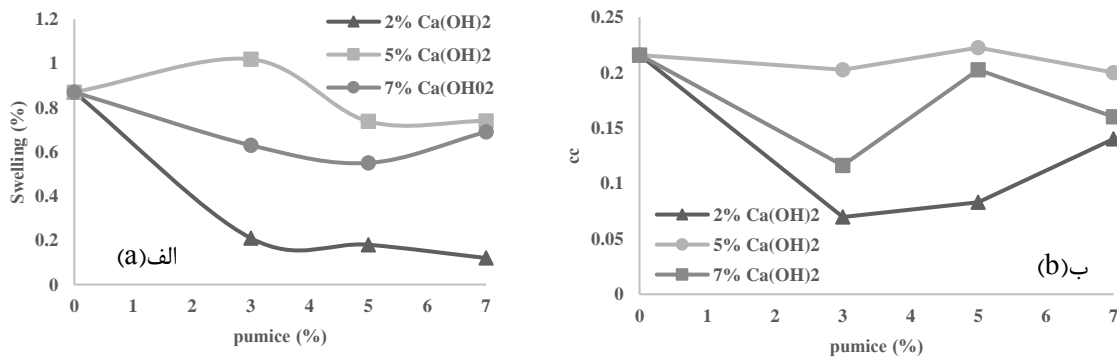 1.2
1
0.8
0.6
0.4
0.2
0
Swelling (%)
2% Ca(OH)2
5% Ca(OH)2
7% Ca(OH02
الف(a)
0 1 2 3 4 5 6 7
pumice (%)
0.25
0.2
0.15
0.1
0.05
0
cc
2% Ca(OH)2
5% Ca(OH)2
7% Ca(OH)2
ب(b)
0 1 2 3 4 5 6 7
pumice (%)